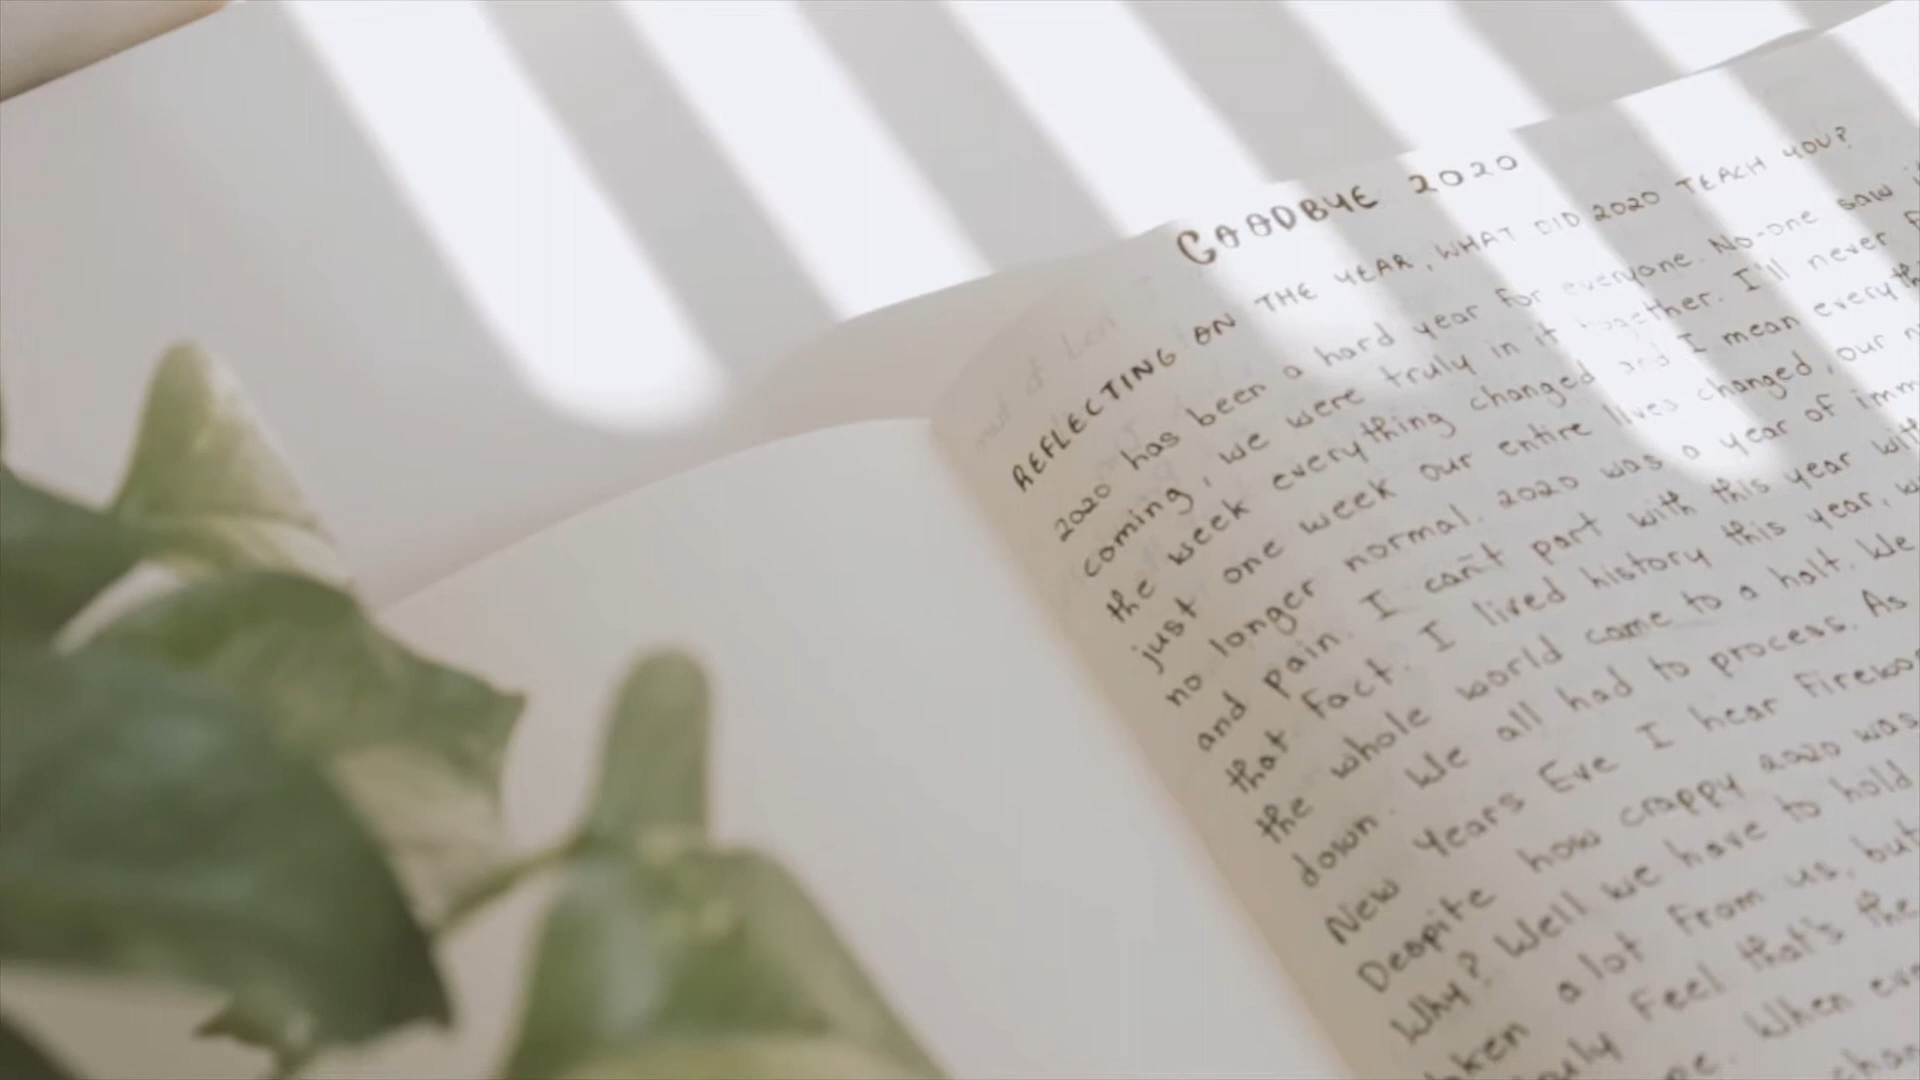 GOODBYE 2020
REFLECTING ON THE YEAR, WHAT DID 2020 TEACH YOU?
2020 has been a hard year for everyone. No-one saw
coming, we were truly in it together. I'll never
the week everything changed and I mean
just one week our entire lives changed, our
no longer normal. 2020 was a year of
and pain. I can't part with this year
that fact. I lived history this year,
the whole world came to a halt. We
down. We all had to process. As
New Years Eve I hear
Despite how crappy 2020 was
Why? Well we have to hold
a lot from us, but
feel that's the
When